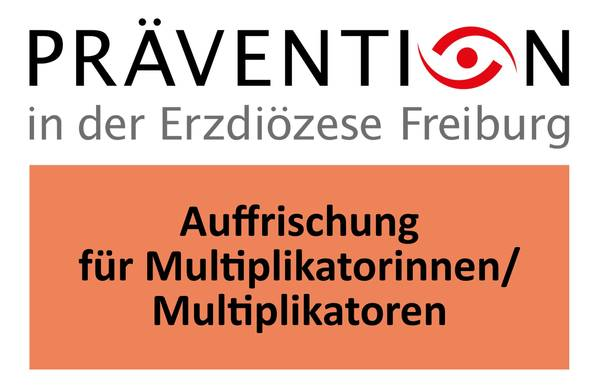 PRÄVENTION
in der Erzdiözese Freiburg
Auffrischung
für Multiplikatorinnen/
Multiplikatoren